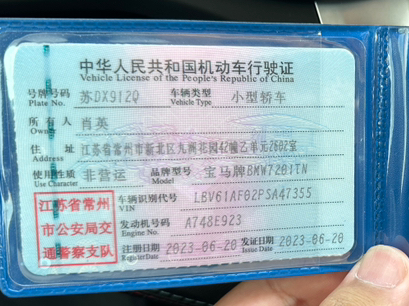 中华人民共和国机动车行驶证
Vehicle License of the People's Republic of China
号牌号码 苏DX912Q 车辆类型 小型轿车
Plate No. Vehicle Type
所有人 肖英
Owner
住址 江苏省常州市新北区九洲花园42幢乙单元260Z室
Address
使用性质 非营运 品牌型号 宝马牌BMW7201TN
Use Character Model
江苏省常州
市公安局交
通警察支队
车辆识别代号 LBV61AF02PSA47355
VIN
发动机号码 A748E923
Engine No.
注册日期 2023-06-20 发证日期 2023-06-20
Register Date Issue Date